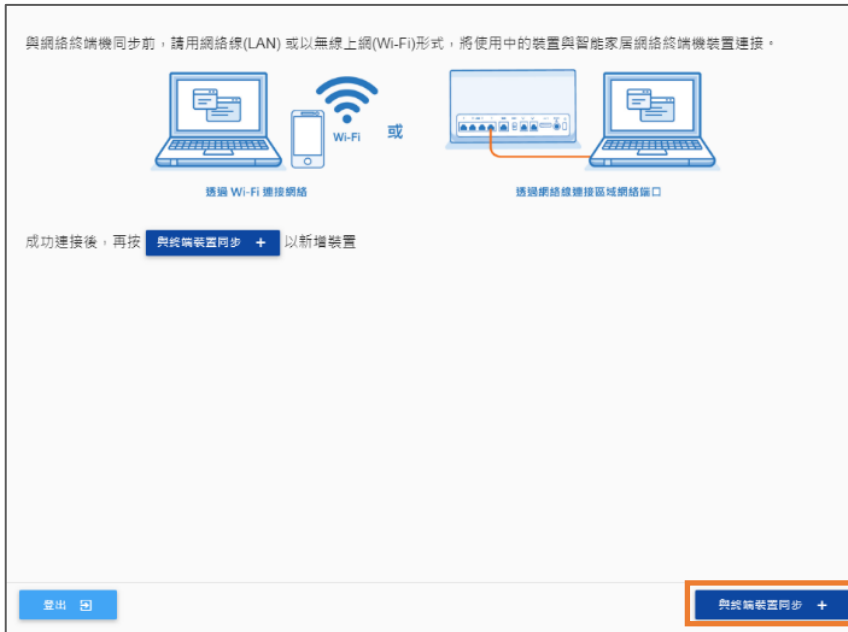 與網絡終端機同步前，請用網絡線(LAN) 或以無線上網(Wi-Fi)形式，將使用中的裝置與智能家居網絡終端機裝置連接。
Wi-Fi
或
透過 Wi-Fi 連接網絡
透過網絡線連接區域網絡端口
成功連接後，再按 與終端裝置同步 + 以新增裝置
登出
與終端裝置同步 +